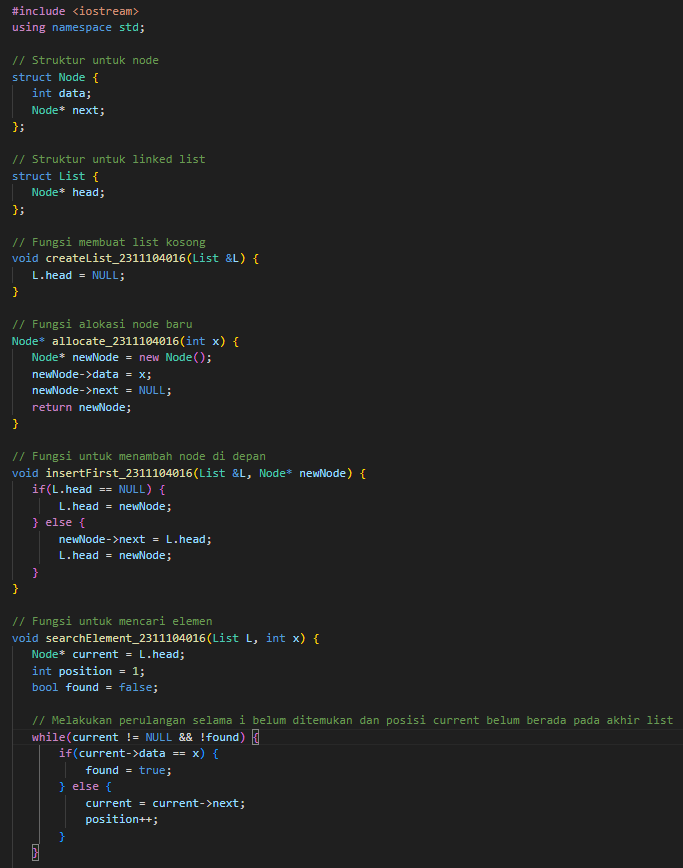 #include <iostream>
using namespace std;

// Struktur untuk node
struct Node {
   int data;
   Node* next;
};

// Struktur untuk linked list
struct List {
   Node* head;
};

// Fungsi membuat list kosong
void createList_2311104016(List &L) {
   L.head = NULL;
}

// Fungsi alokasi node baru
Node* allocate_2311104016(int x) {
   Node* newNode = new Node();
   newNode->data = x;
   newNode->next = NULL;
   return newNode;
}

// Fungsi untuk menambah node di depan
void insertFirst_2311104016(List &L, Node* newNode) {
   if(L.head == NULL) {
       L.head = newNode;
   } else {
       newNode->next = L.head;
       L.head = newNode;
   }
}

// Fungsi untuk mencari elemen
void searchElement_2311104016(List L, int x) {
   Node* current = L.head;
   int position = 1;
   bool found = false;

   // Melakukan perulangan selama i belum ditemukan dan posisi current belum berada pada akhir list
   while(current != NULL && !found) {
       if(current->data == x) {
           found = true;
       } else {
           current = current->next;
           position++;
       }
   }